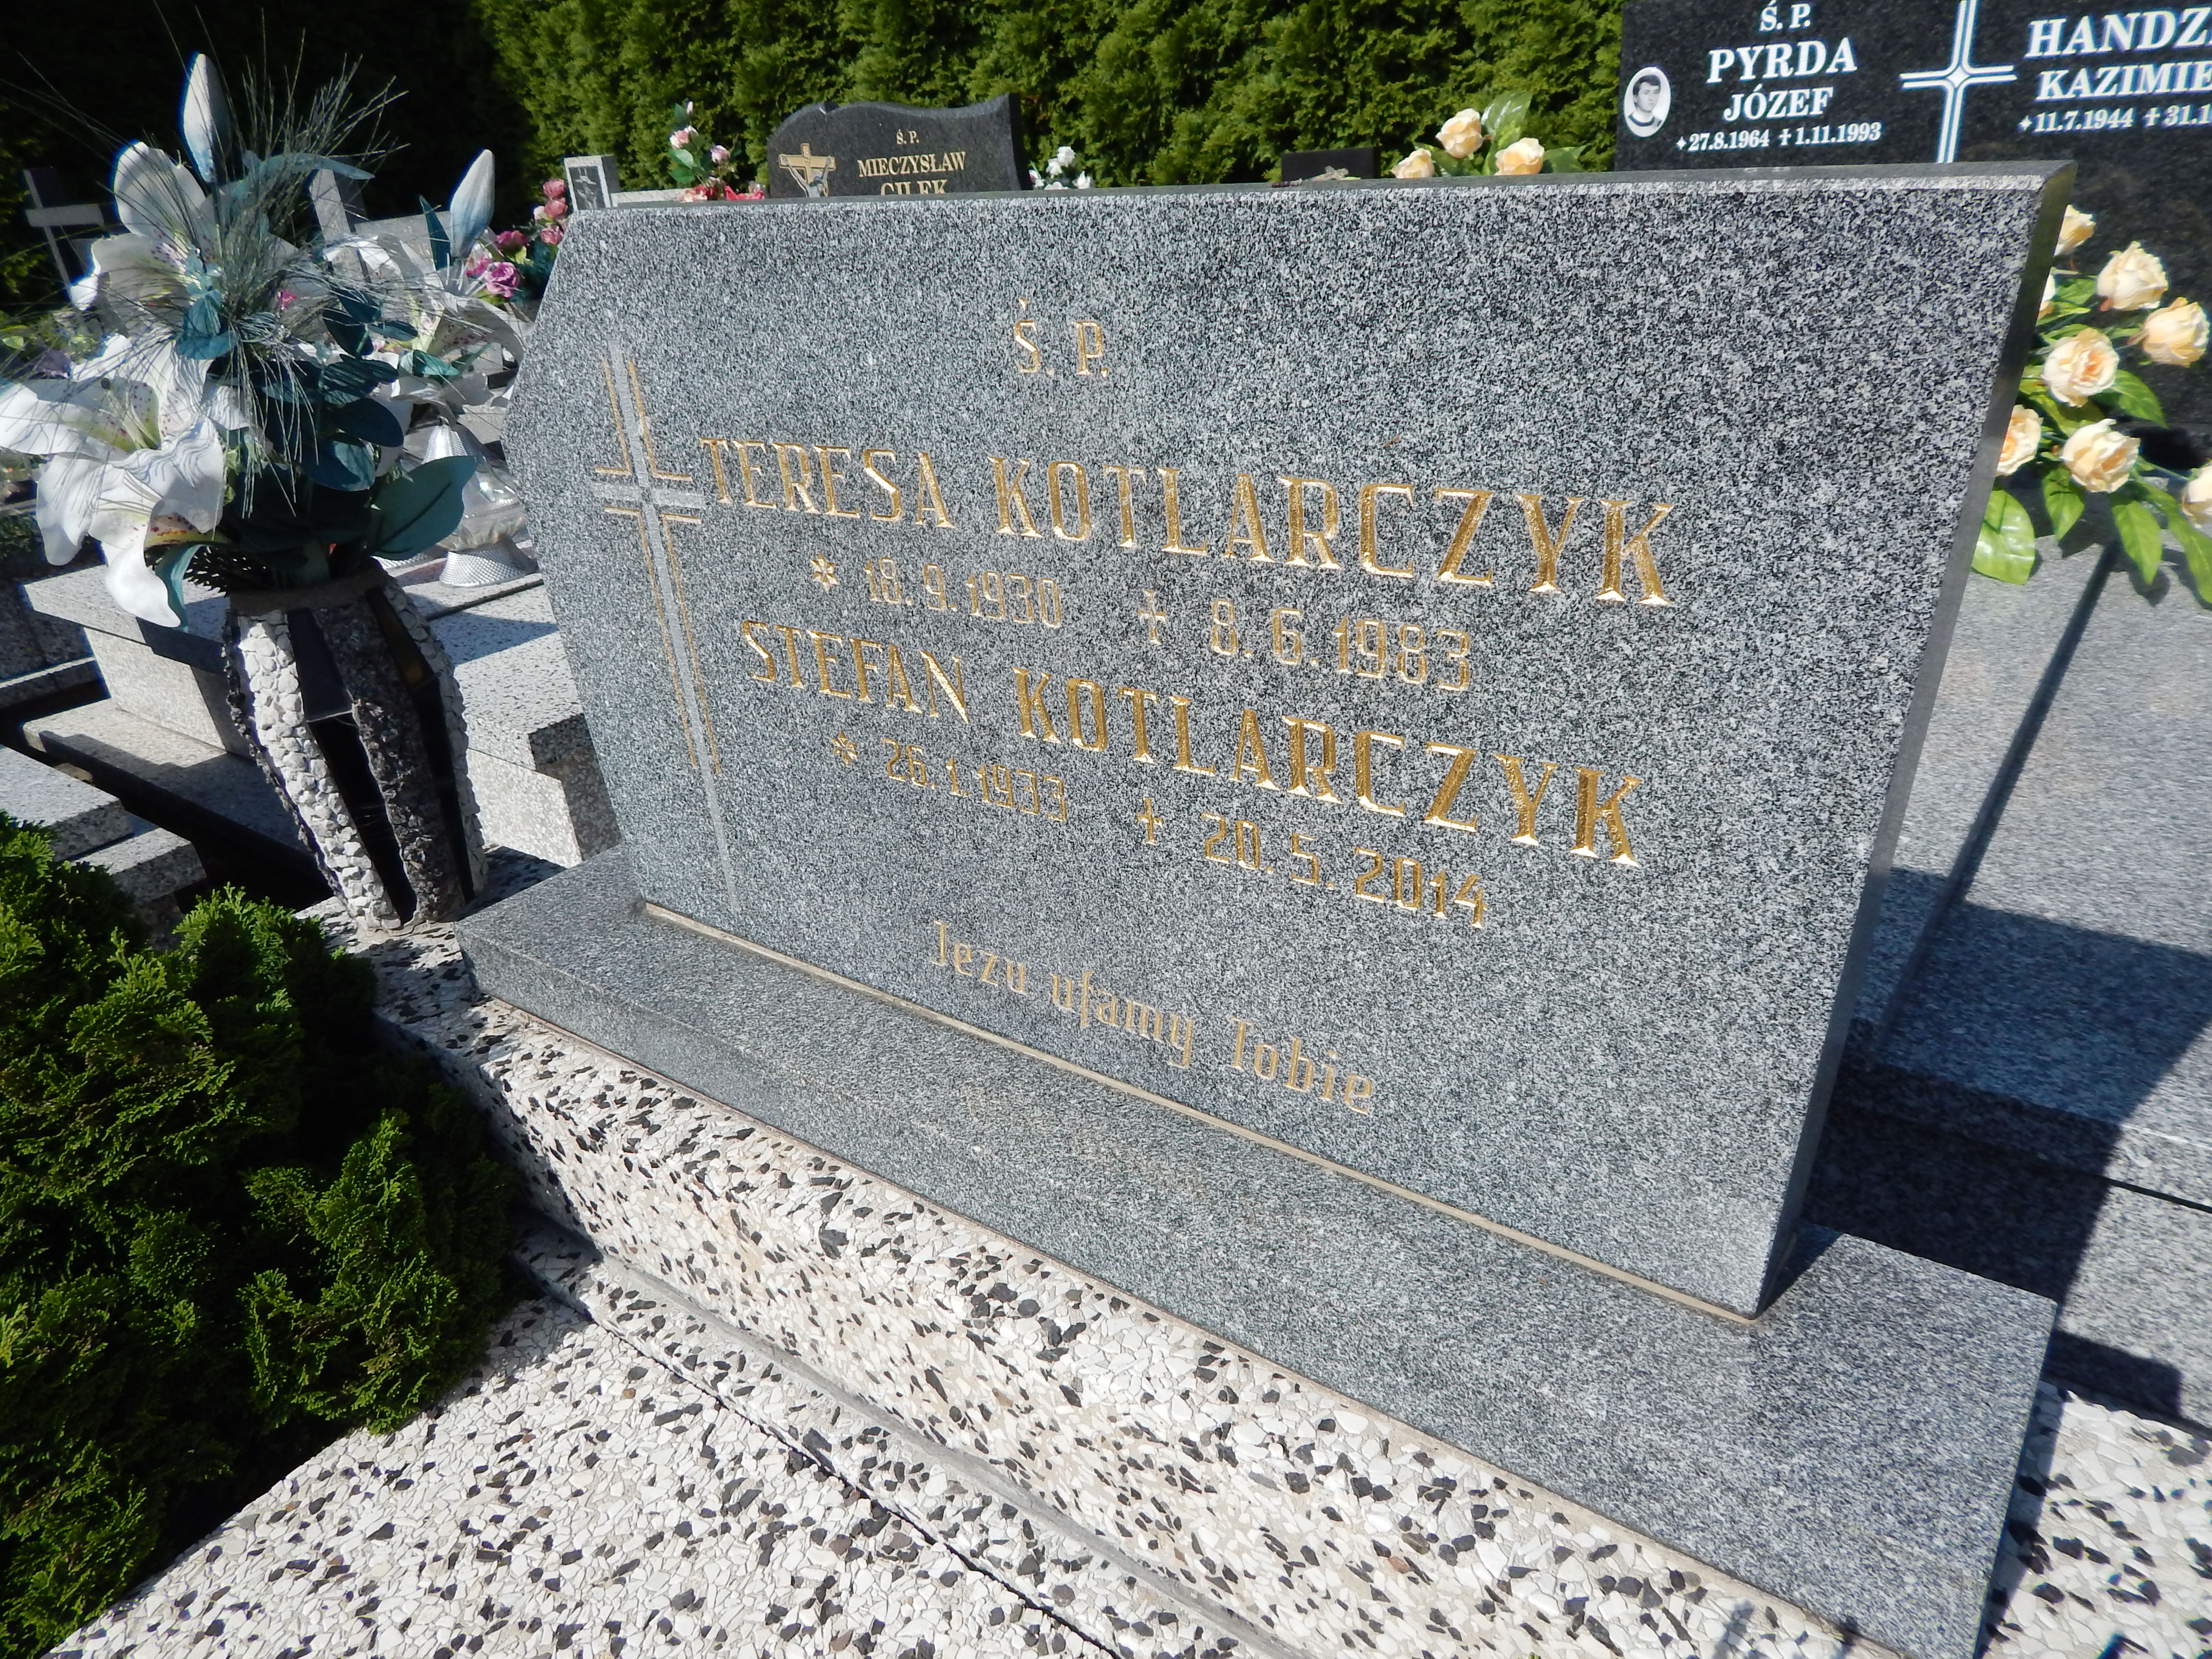 Ś. P.
TERESA KOTLARCZYK
* 18. 9. 1930 + 8. 6. 1983
STEFAN KOTLARCZYK
* 26. 1. 1933 + 20. 5. 2014
Jezu ufamy Tobie
Ś. P.
MIECZYSŁAW
Ś. P.
PYRDA
JÓZEF
+27.8.1964 +1.11.1993
HANDZ
KAZIMIE
+11.7.1944 +31.1